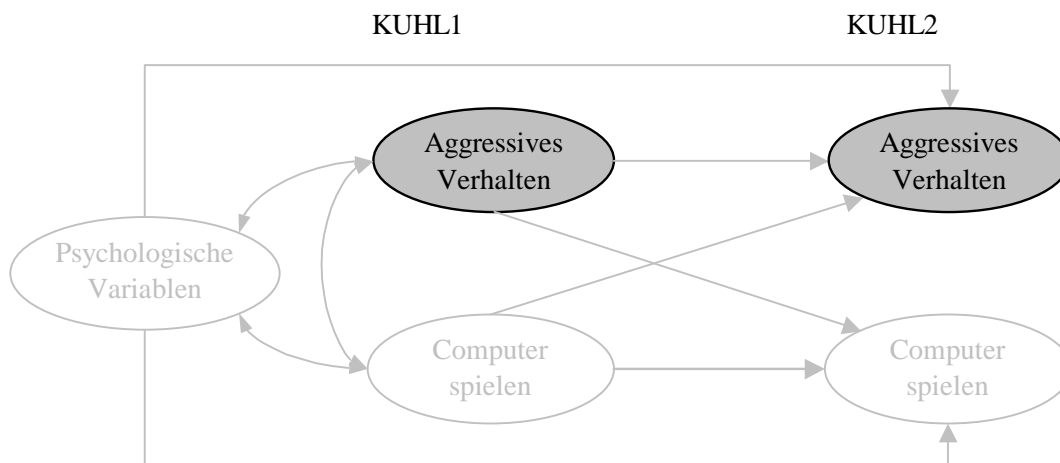 KUHL1
KUHL2
Aggressives
Verhalten
Aggressives
Verhalten
Psychologische
Variablen
Computer
spielen
Computer
spielen